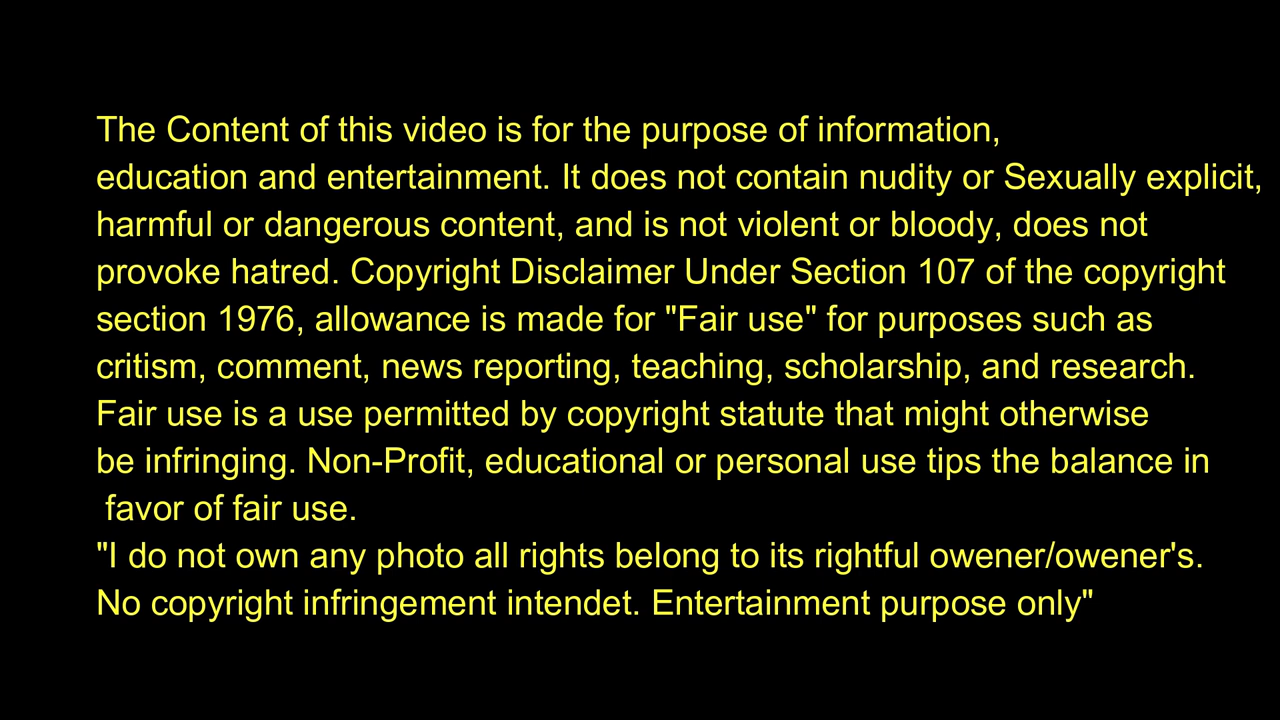 The Content of this video is for the purpose of information,
education and entertainment. It does not contain nudity or Sexually explicit,
harmful or dangerous content, and is not violent or bloody, does not
provoke hatred. Copyright Disclaimer Under Section 107 of the copyright
section 1976, allowance is made for "Fair use" for purposes such as
critism, comment, news reporting, teaching, scholarship, and research.
Fair use is a use permitted by copyright statute that might otherwise
be infringing. Non-Profit, educational or personal use tips the balance in
favor of fair use.
"I do not own any photo all rights belong to its rightful owener/owener's.
No copyright infringement intendet. Entertainment purpose only"